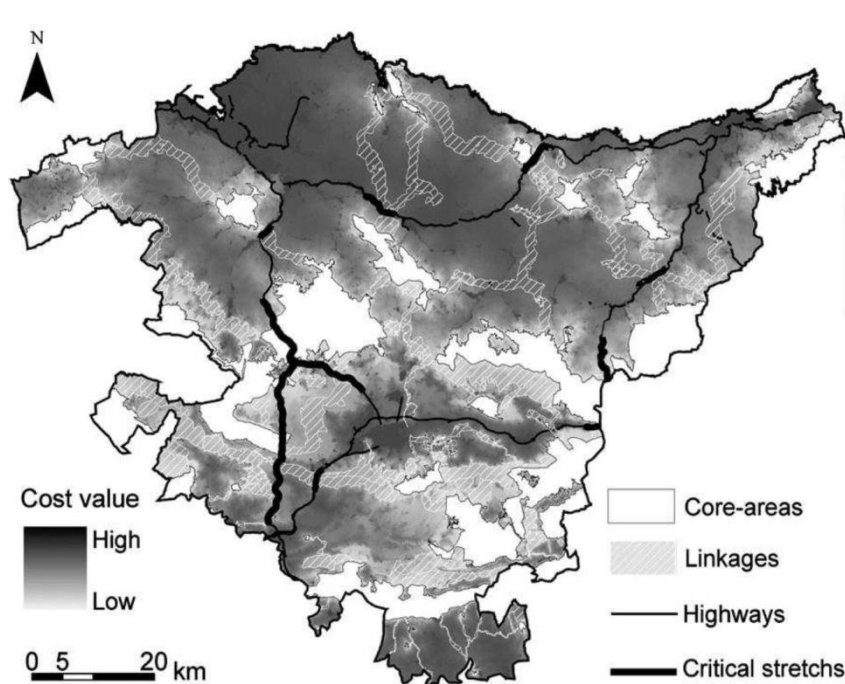 N
Cost value
High
Low
0 5 20 km
Core-areas
Linkages
Highways
Critical stretchs